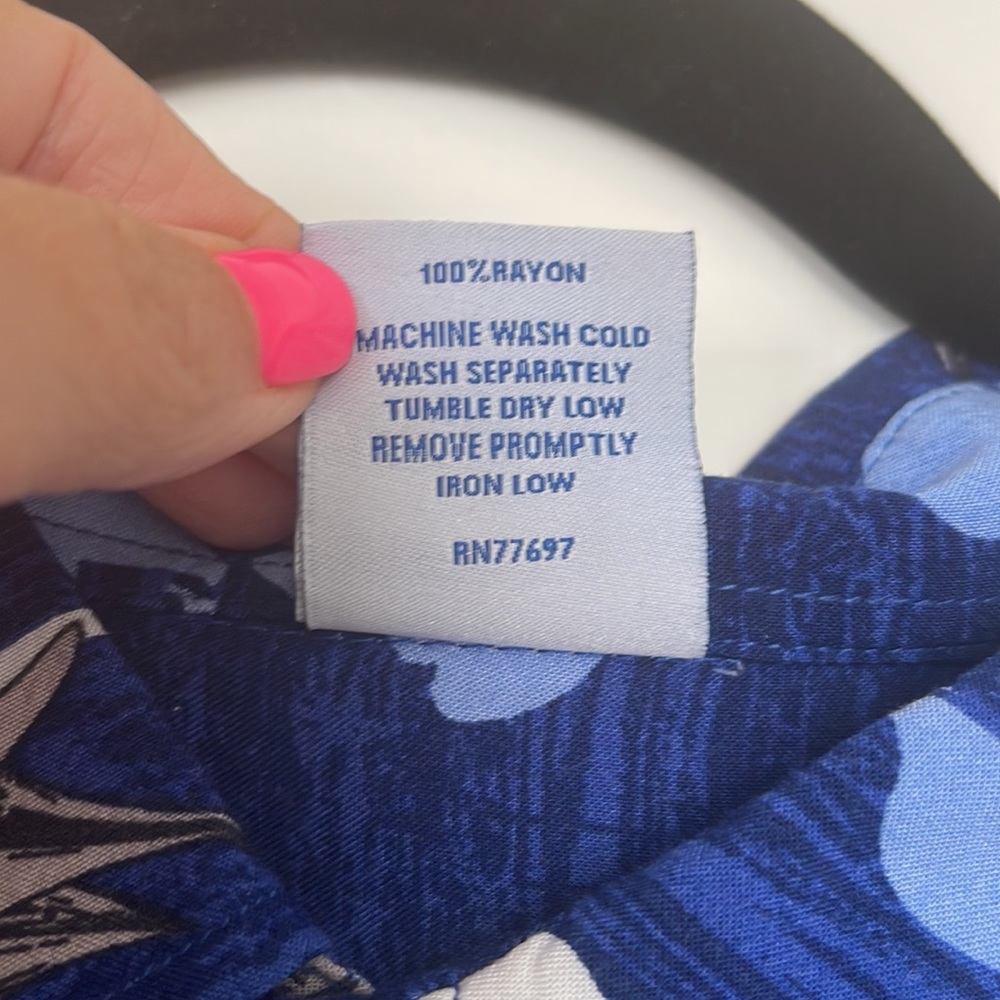 100%RAYON
MACHINE WASH COLD
WASH SEPARATELY
TUMBLE DRY LOW
REMOVE PROMPTLY
IRON LOW
RN77697